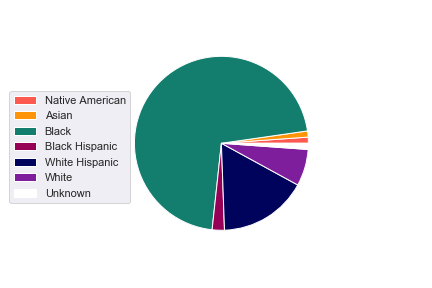 Native American
Asian
Black
Black Hispanic
White Hispanic
White
Unknown